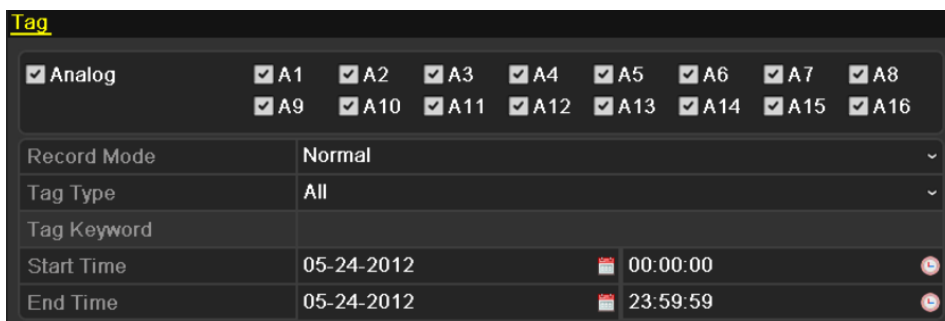 Tag
Analog A1 A2 A3 A4 A5 A6 A7 A8
A9 A10 A11 A12 A13 A14 A15 A16
Record Mode Normal
Tag Type All
Tag Keyword
Start Time 05-24-2012 00:00:00
End Time 05-24-2012 23:59:59